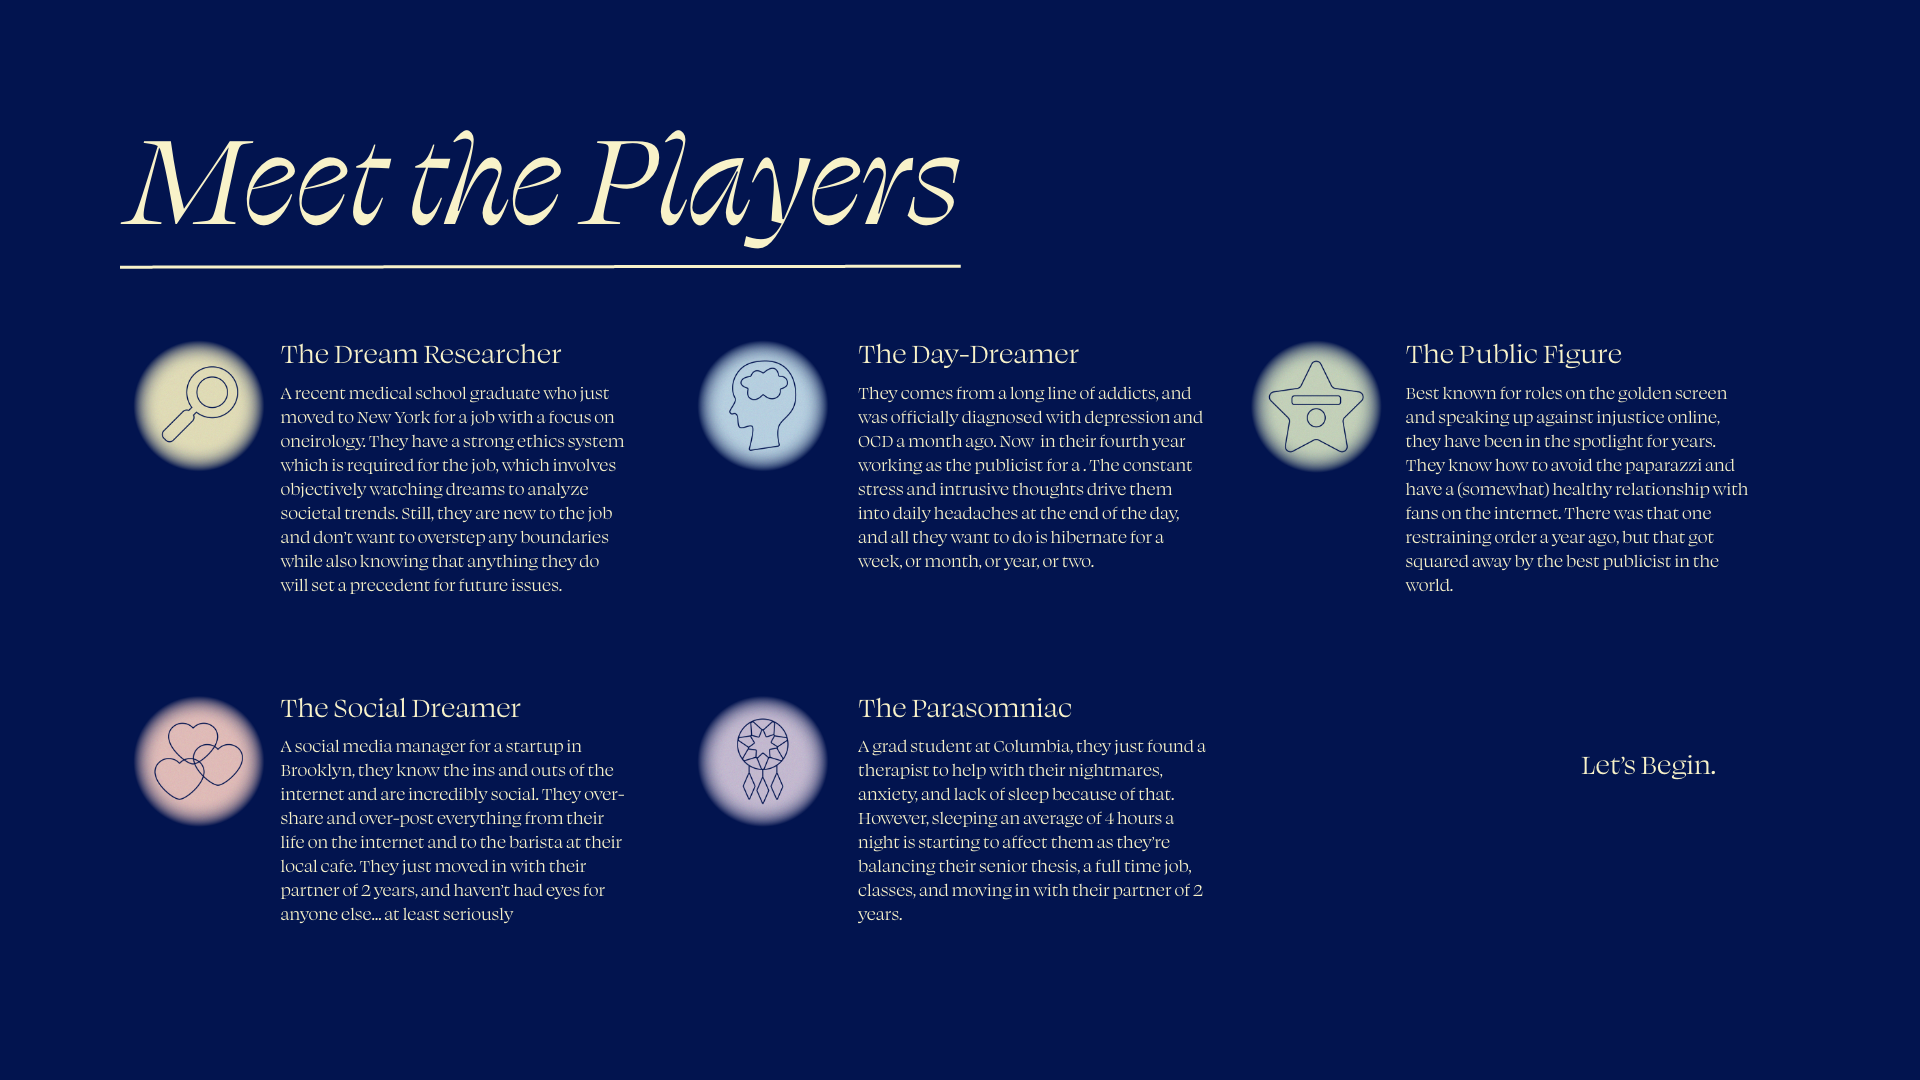 Meet the Players
The Dream Researcher
A recent medical school graduate who just
moved to New York for a job with a focus on
oneirology. They have a strong ethics system
which is required for the job, which involves
objectively watching dreams to analyze
societal trends. Still, they are new to the job
and don't want to overstep any boundaries
while also knowing that anything they do
will set a precedent for future issues.
The Day-Dreamer
They comes from a long line of addicts, and
was officially diagnosed with depression and
OCD a month ago. Now  in their fourth year
working as the publicist for a . The constant
stress and intrusive thoughts drive them
into daily headaches at the end of the day,
and all they want to do is hibernate for a
week, or month, or year, or two.
The Public Figure
Best known for roles on the golden screen
and speaking up against injustice online,
they have been in the spotlight for years.
They know how to avoid the paparazzi and
have a (somewhat) healthy relationship with
fans on the internet. There was that one
restraining order a year ago, but that got
squared away by the best publicist in the
world.
The Social Dreamer
A social media manager for a startup in
Brooklyn, they know the ins and outs of the
internet and are incredibly social. They over-
share and over-post everything from their
life on the internet and to the barista at their
local cafe. They just moved in with their
partner of 2 years, and haven't had eyes for
anyone else... at least seriously
The Parasomniac
A grad student at Columbia, they just found a
therapist to help with their nightmares,
anxiety, and lack of sleep because of that.
However, sleeping an average of 4 hours a
night is starting to affect them as they're
balancing their senior thesis, a full time job,
classes, and moving in with their partner of 2
years.
Let's Begin.